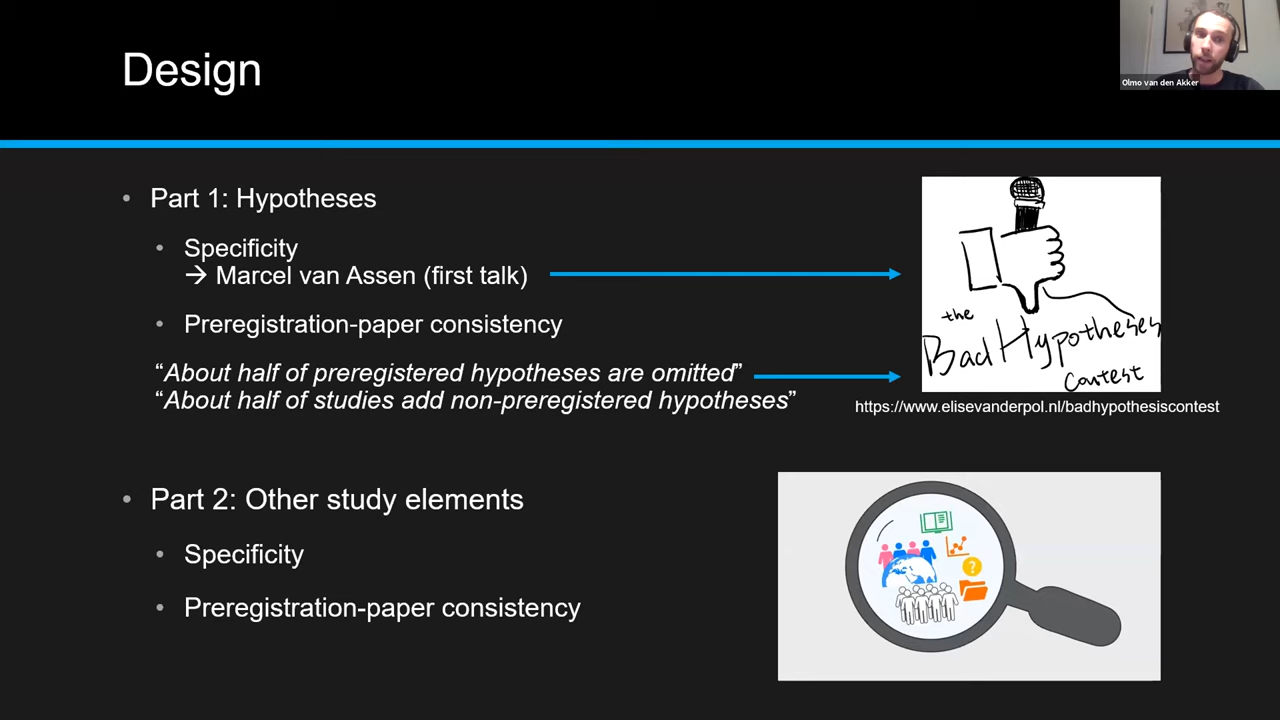 Design
Olmo van den Akker
• Part 1: Hypotheses
• Specificity
→ Marcel van Assen (first talk)
• Preregistration-paper consistency
“About half of preregistered hypotheses are omitted”
“About half of studies add non-preregistered hypotheses”
the
Bad Hypotheses
Contest
https://www.elisevanderpol.nl/badhypothesiscontest
• Part 2: Other study elements
• Specificity
• Preregistration-paper consistency
?